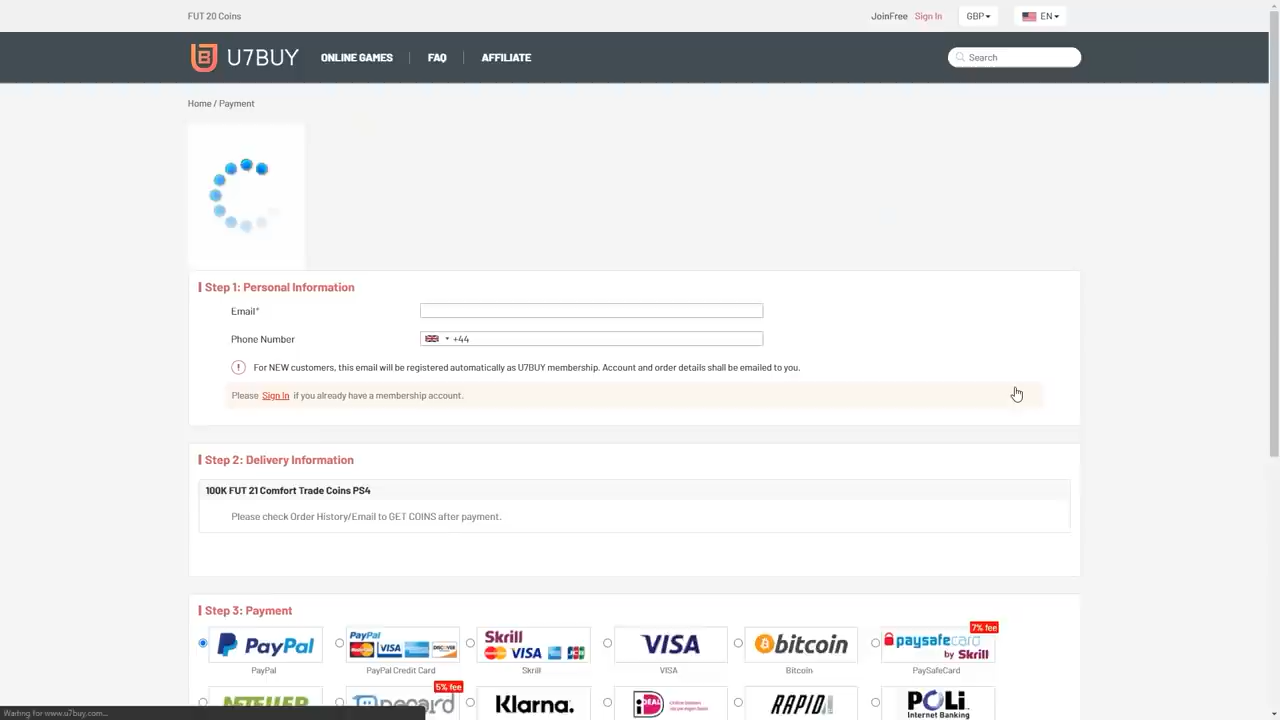 FUT 20 Coins
JoinFree Sign In GBP EN
U7BUY ONLINE GAMES FAQ AFFILIATE Search
Home / Payment
Step 1: Personal Information
Email*
Phone Number +44
! For NEW customers, this email will be registered automatically as U7BUY membership. Account and order details shall be emailed to you.
Please Sign In if you already have a membership account.
Step 2: Delivery Information
100K FUT 21 Comfort Trade Coins PS4
Please check Order History/Email to GET COINS after payment.
Step 3: Payment
7% fee
PayPal PayPal VISA DISCOVER Skrill VISA JCB VISA bitcoin paysafecard by Skrill
PayPal PayPal Credit Card Skrill VISA Bitcoin PaySafeCard
5% fee
NETELLER Klarna. iDEAL RAPID POLi Internet Banking
Waiting for www.u7buy.com...